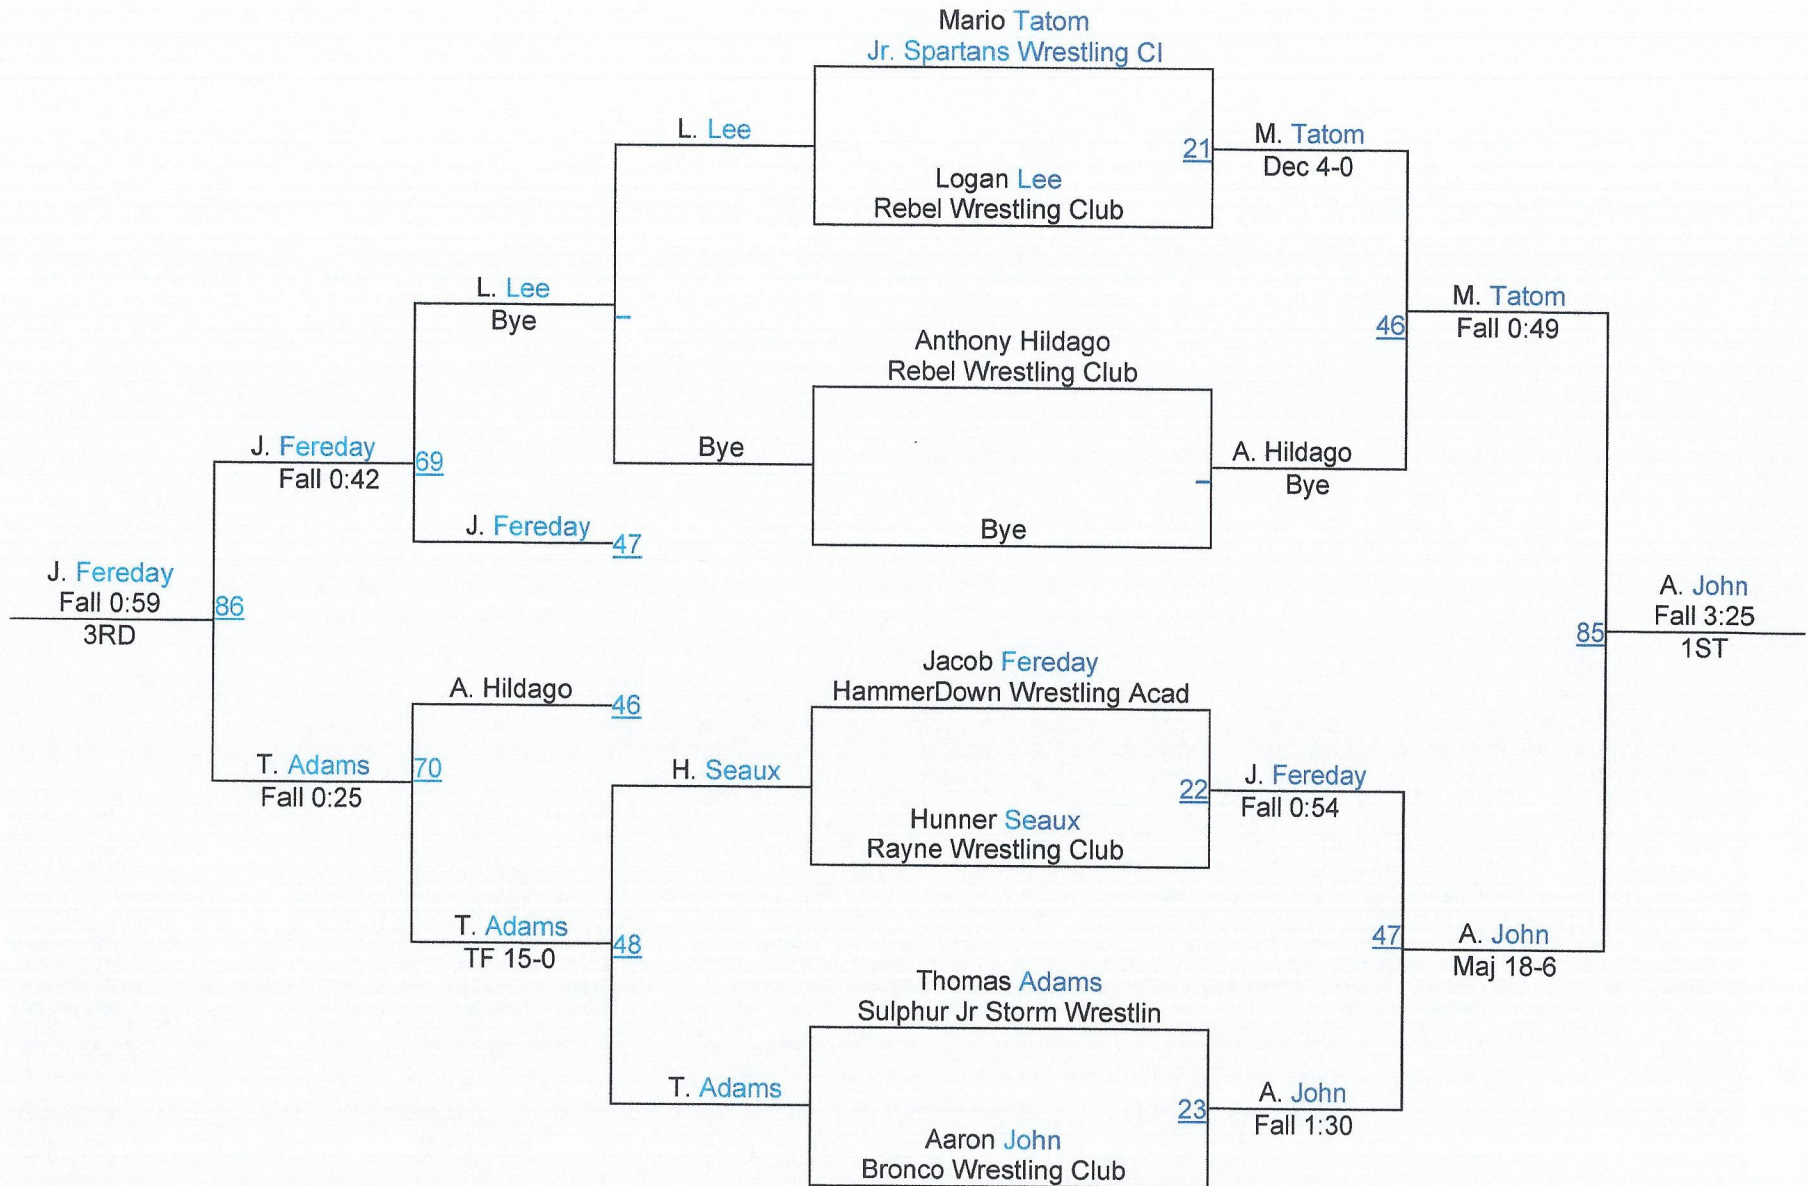 Mario Tatom
Jr. Spartans Wrestling Cl
L. Lee
21
M. Tatom
Dec 4-0
Logan Lee
Rebel Wrestling Club
L. Lee
Bye
M. Tatom
Fall 0:49
46
Anthony Hildago
Rebel Wrestling Club
J. Fereday
Fall 0:42
69
Bye
A. Hildago
Bye
J. Fereday
47
Bye
J. Fereday
Fall 0:59
3RD
86
A. John
Fall 3:25
1ST
85
Jacob Fereday
HammerDown Wrestling Acad
A. Hildago
46
T. Adams
Fall 0:25
70
H. Seaux
22
J. Fereday
Fall 0:54
Hunner Seaux
Rayne Wrestling Club
T. Adams
TF 15-0
48
47
A. John
Maj 18-6
Thomas Adams
Sulphur Jr Storm Wrestlin
T. Adams
23
A. John
Fall 1:30
Aaron John
Bronco Wrestling Club